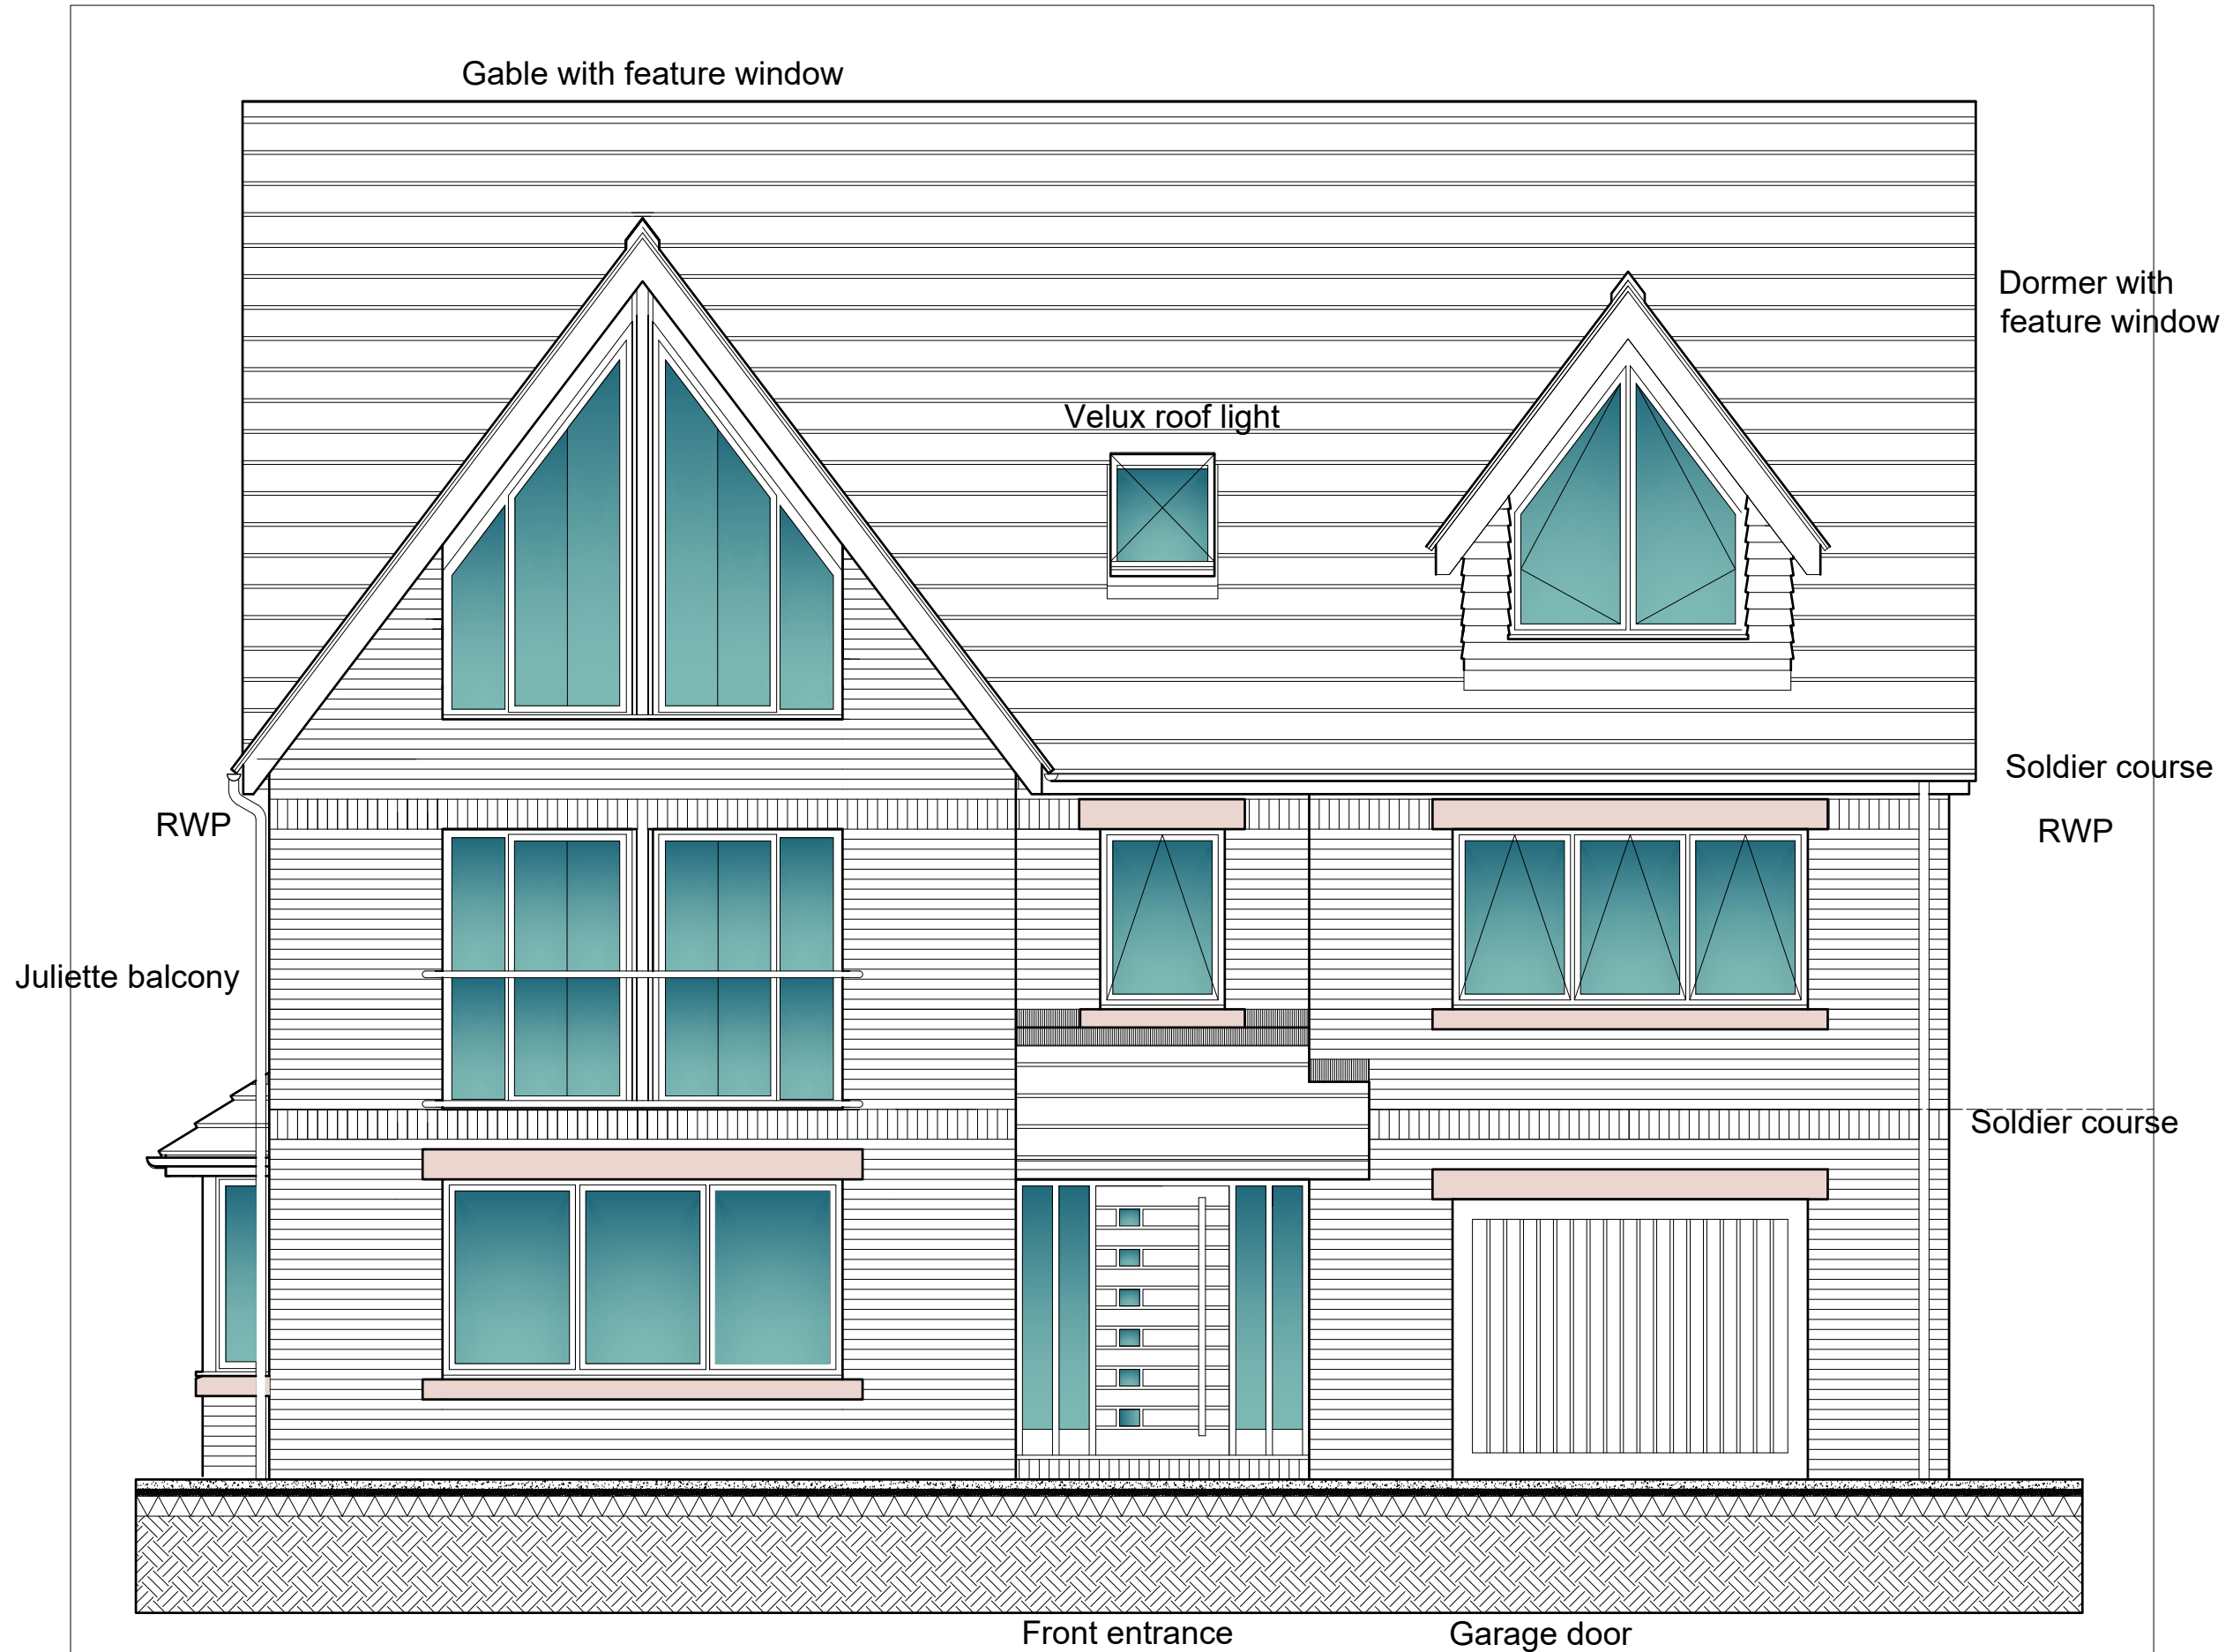 Gable with feature window
Dormer with
feature window
Velux roof light
Soldier course
RWP
RWP
Juliette balcony
Soldier course
Front entrance
Garage door